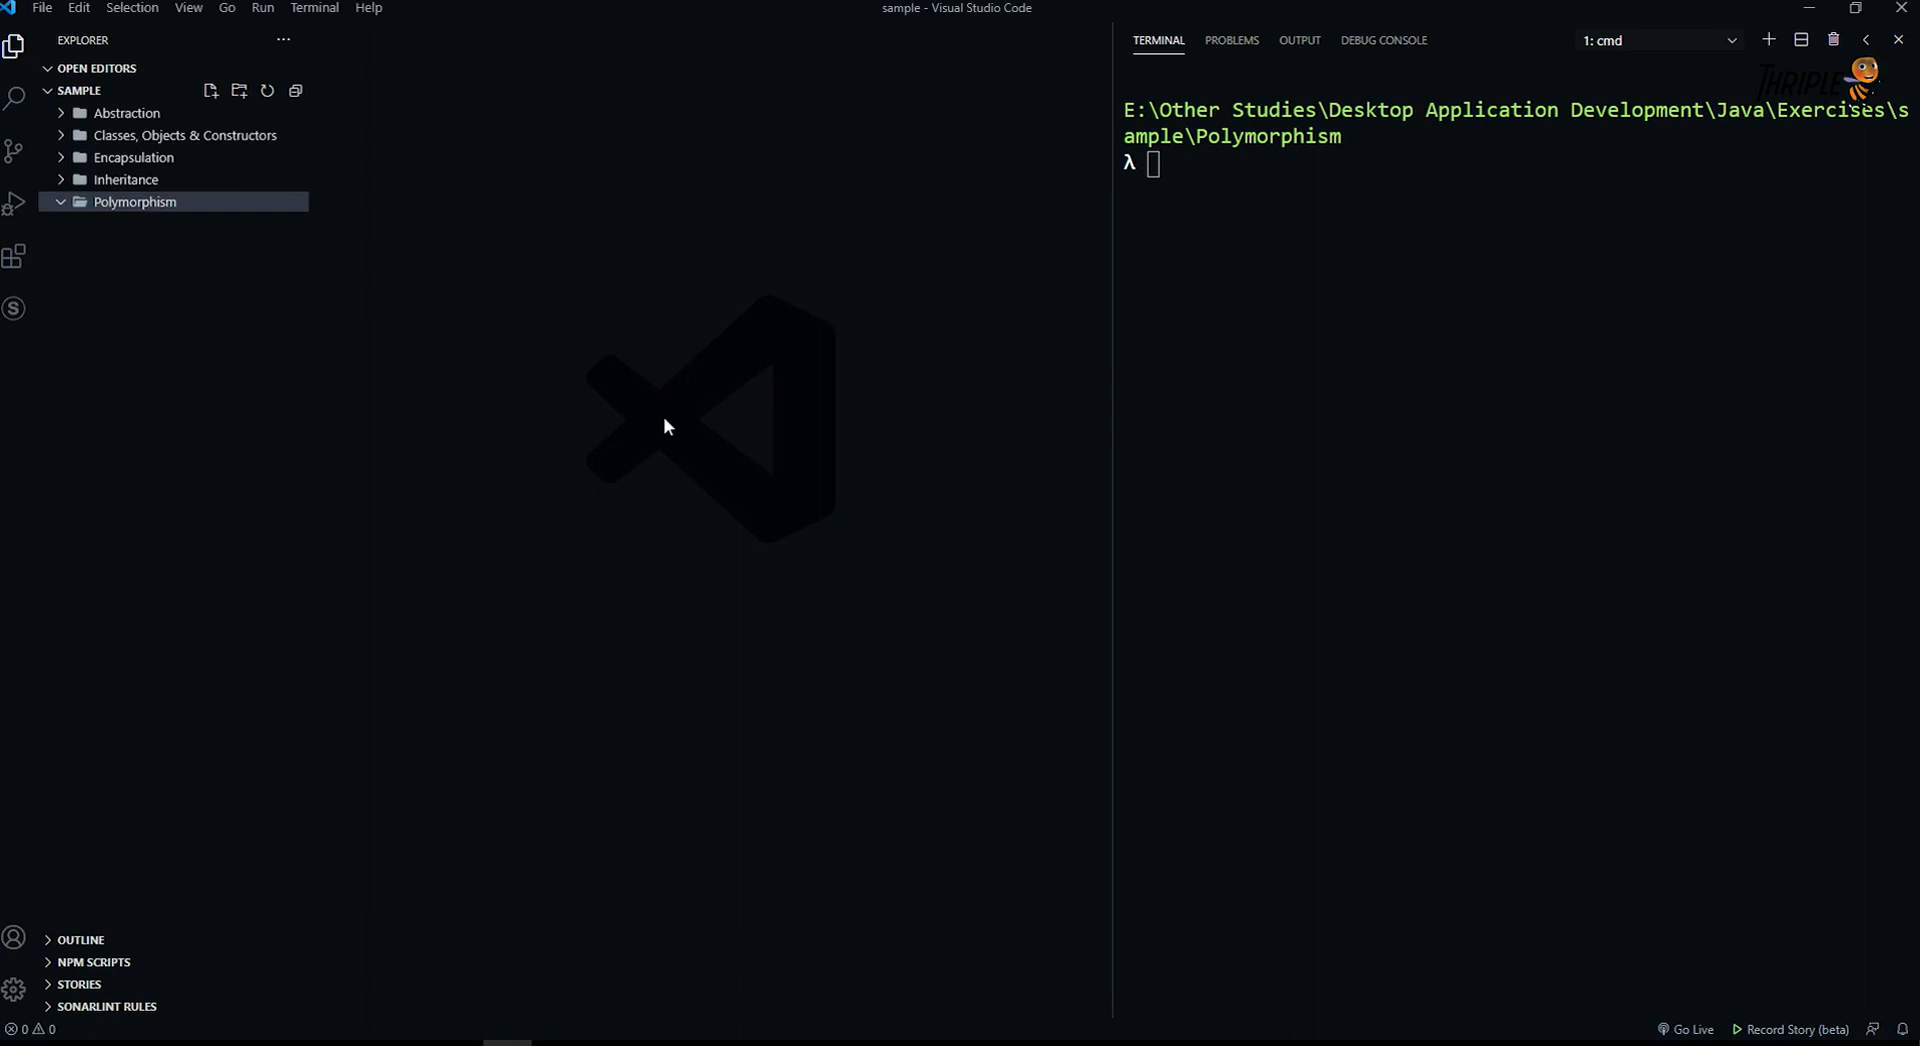 File Edit Selection View Go Run Terminal Help
sample - Visual Studio Code
EXPLORER
OPEN EDITORS
SAMPLE
Abstraction
Classes, Objects & Constructors
Encapsulation
Inheritance
Polymorphism
OUTLINE
NPM SCRIPTS
STORIES
SONARLINT RULES
TERMINAL PROBLEMS OUTPUT DEBUG CONSOLE
1: cmd
THRIPLE
E:\Other Studies\Desktop Application Development\Java\Exercises\s
ample\Polymorphism
λ
0 0
Go Live Record Story (beta)